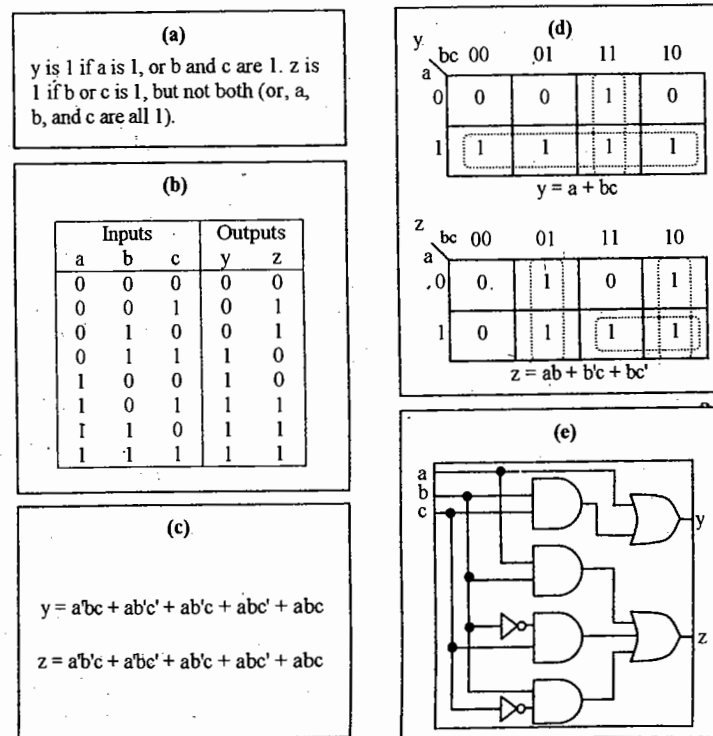 (a)
y is 1 if a is 1, or b and c are 1. z is
1 if b or c is 1, but not both (or, a,
b, and c are all 1).
(b)
Inputs Outputs
a b c y z
0 0 0 0 0
0 0 1 0 1
0 1 0 0 1
0 1 1 1 0
1 0 0 1 0
1 0 1 1 1
1 1 0 1 1
1 1 1 1 1
(c)
y = a'bc + ab'c' + ab'c + abc' + abc
z = a'b'c + a'bc' + ab'c + abc' + abc
(d)
y bc 00 01 11 10
a
0 0 0 1 0
1 1 1 1 1
y = a + bc
z bc 00 01 11 10
a
0 0 1 0 1
1 0 1 1 1
z = ab + b'c + bc'
(e)
a
b
c
y
z